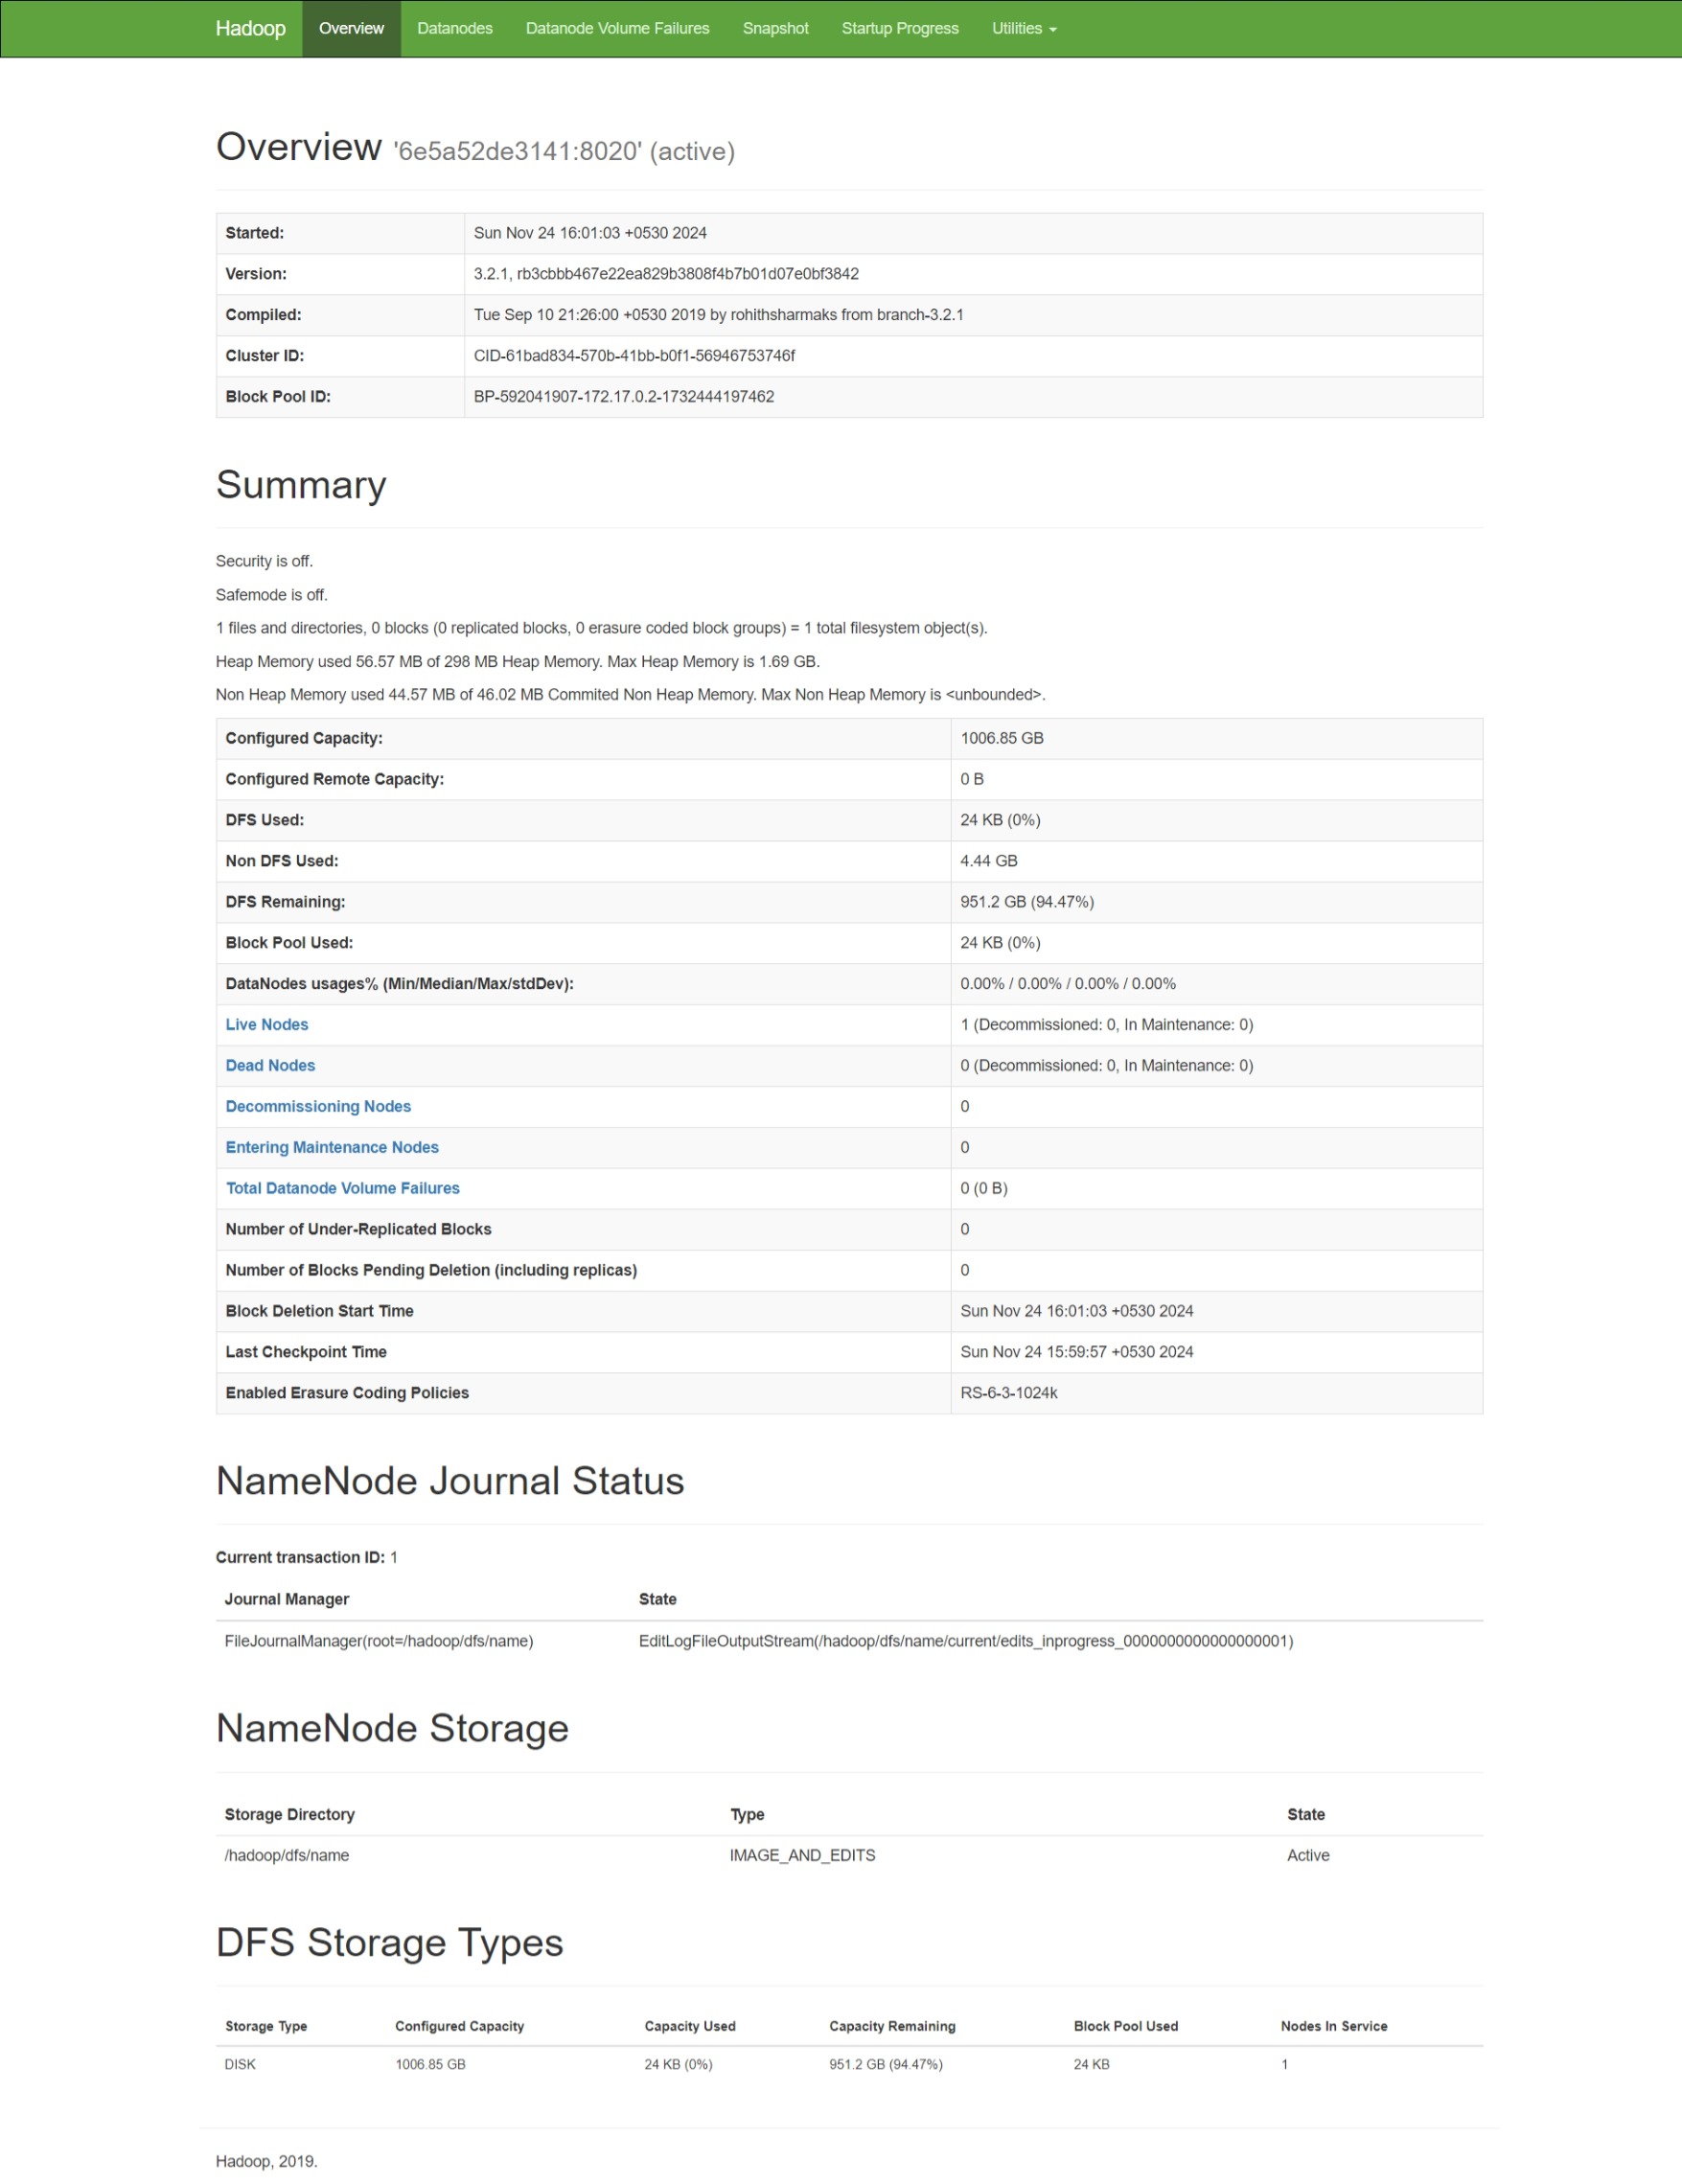 Hadoop Overview Datanodes Datanode Volume Failures Snapshot Startup Progress Utilities
Overview '6e5a52de3141:8020' (active)
Started: Sun Nov 24 16:01:03 +0530 2024
Version: 3.2.1, rb3cbbb467e22ea829b3808f4b7b01d07e0bf3842
Compiled: Tue Sep 10 21:26:00 +0530 2019 by rohithsharmaks from branch-3.2.1
Cluster ID: CID-61bad834-570b-41bb-b0f1-56946753746f
Block Pool ID: BP-592041907-172.17.0.2-1732444197462
Summary
Security is off.
Safemode is off.
1 files and directories, 0 blocks (0 replicated blocks, 0 erasure coded block groups) = 1 total filesystem object(s).
Heap Memory used 56.57 MB of 298 MB Heap Memory. Max Heap Memory is 1.69 GB.
Non Heap Memory used 44.57 MB of 46.02 MB Commited Non Heap Memory. Max Non Heap Memory is <unbounded>.
Configured Capacity: 1006.85 GB
Configured Remote Capacity: 0 B
DFS Used: 24 KB (0%)
Non DFS Used: 4.44 GB
DFS Remaining: 951.2 GB (94.47%)
Block Pool Used: 24 KB (0%)
DataNodes usages% (Min/Median/Max/stdDev): 0.00% / 0.00% / 0.00% / 0.00%
Live Nodes 1 (Decommissioned: 0, In Maintenance: 0)
Dead Nodes 0 (Decommissioned: 0, In Maintenance: 0)
Decommissioning Nodes 0
Entering Maintenance Nodes 0
Total Datanode Volume Failures 0 (0 B)
Number of Under-Replicated Blocks 0
Number of Blocks Pending Deletion (including replicas) 0
Block Deletion Start Time Sun Nov 24 16:01:03 +0530 2024
Last Checkpoint Time Sun Nov 24 15:59:57 +0530 2024
Enabled Erasure Coding Policies RS-6-3-1024k
NameNode Journal Status
Current transaction ID: 1
Journal Manager State
FileJournalManager(root=/hadoop/dfs/name) EditLogFileOutputStream(/hadoop/dfs/name/current/edits_inprogress_0000000000000000001)
NameNode Storage
Storage Directory Type State
/hadoop/dfs/name IMAGE_AND_EDITS Active
DFS Storage Types
Storage Type Configured Capacity Capacity Used Capacity Remaining Block Pool Used Nodes In Service
DISK 1006.85 GB 24 KB (0%) 951.2 GB (94.47%) 24 KB 1
Hadoop, 2019.